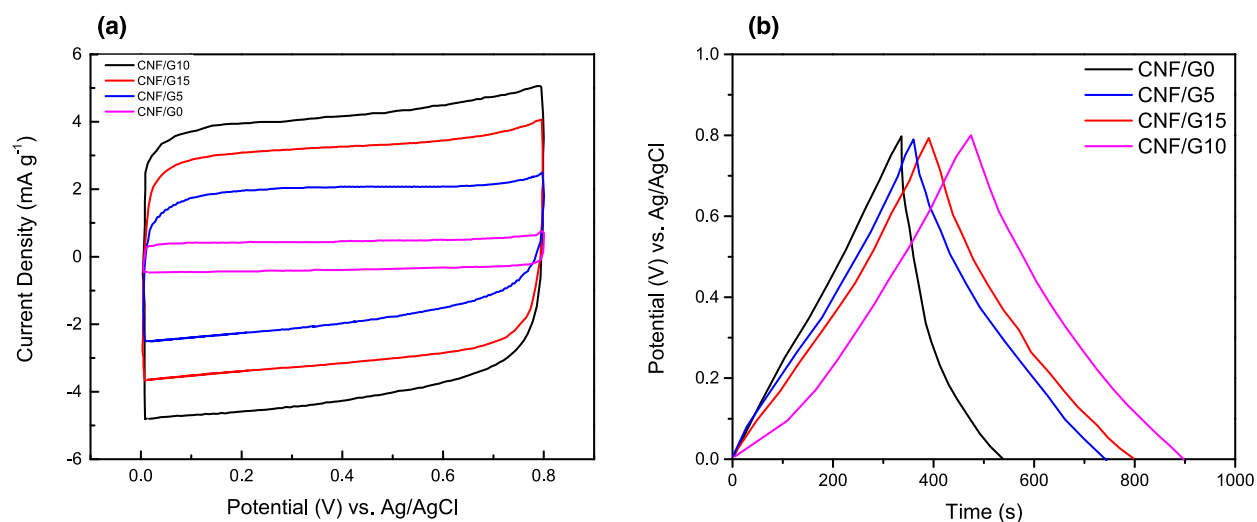 (a)
CNF/G10
CNF/G15
CNF/G5
CNF/G0
6
4
2
0
-2
-4
-6
0.0 0.2 0.4 0.6 0.8
Current Density (mA g-1)
Potential (V) vs. Ag/AgCl
(b)
CNF/G0
CNF/G5
CNF/G15
CNF/G10
1.0
0.8
0.6
0.4
0.2
0.0
0 200 400 600 800 1000
Potential (V) vs. Ag/AgCl
Time (s)